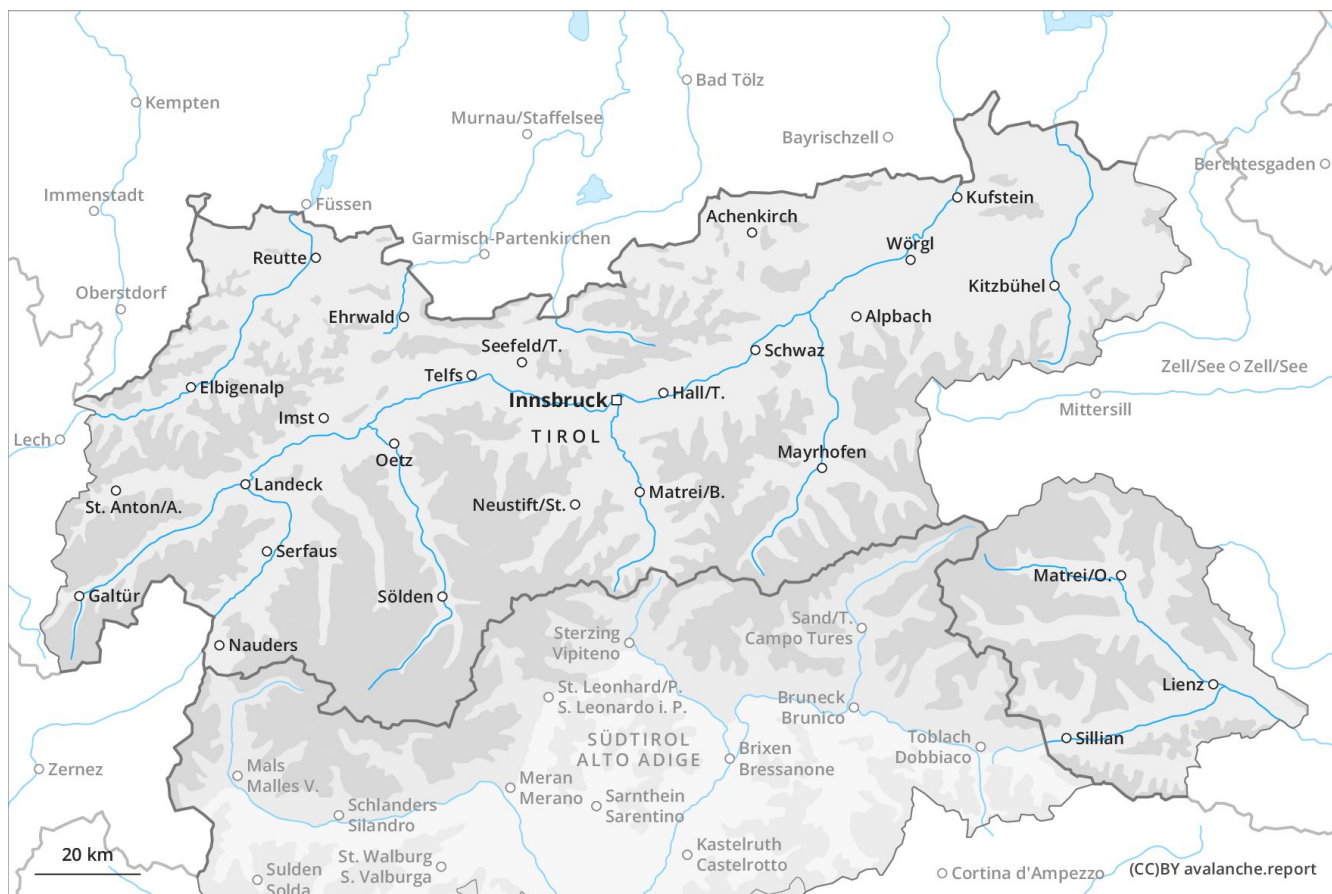 Kempten
Bad Tölz
Murnau/Staffelsee
Bayrischzell
Berchtesgaden
Immenstadt
Füssen
Kufstein
Achenkirch
Garmisch-Partenkirchen
Wörgl
Reutte
Kitzbühel
Oberstdorf
Ehrwald
Alpbach
Seefeld/T.
Schwaz
Telfs
Zell/See
Zell/See
Elbigenalp
Innsbruck
Hall/T.
Mittersill
Imst
Lech
TIROL
Oetz
Mayrhofen
Landeck
St. Anton/A.
Neustift/St.
Matrei/B.
Serfaus
Matrei/O.
Galtür
Sölden
Sand/T.
Campo Tures
Sterzing
Vipiteno
Nauders
Lienz
St. Leonhard/P.
S. Leonardo i. P.
Bruneck
Brunico
SÜDTIROL
ALTO ADIGE
Toblach
Dobbiaco
Sillian
Brixen
Bressanone
Zernez
Mals
Malles V.
Meran
Merano
Sarnthein
Sarentino
Schlanders
Silandro
Kastelruth
Castelrotto
20 km
St. Walburg
S. Valburga
Sulden
Solda
Cortina d'Ampezzo
(CC)BY avalanche.report